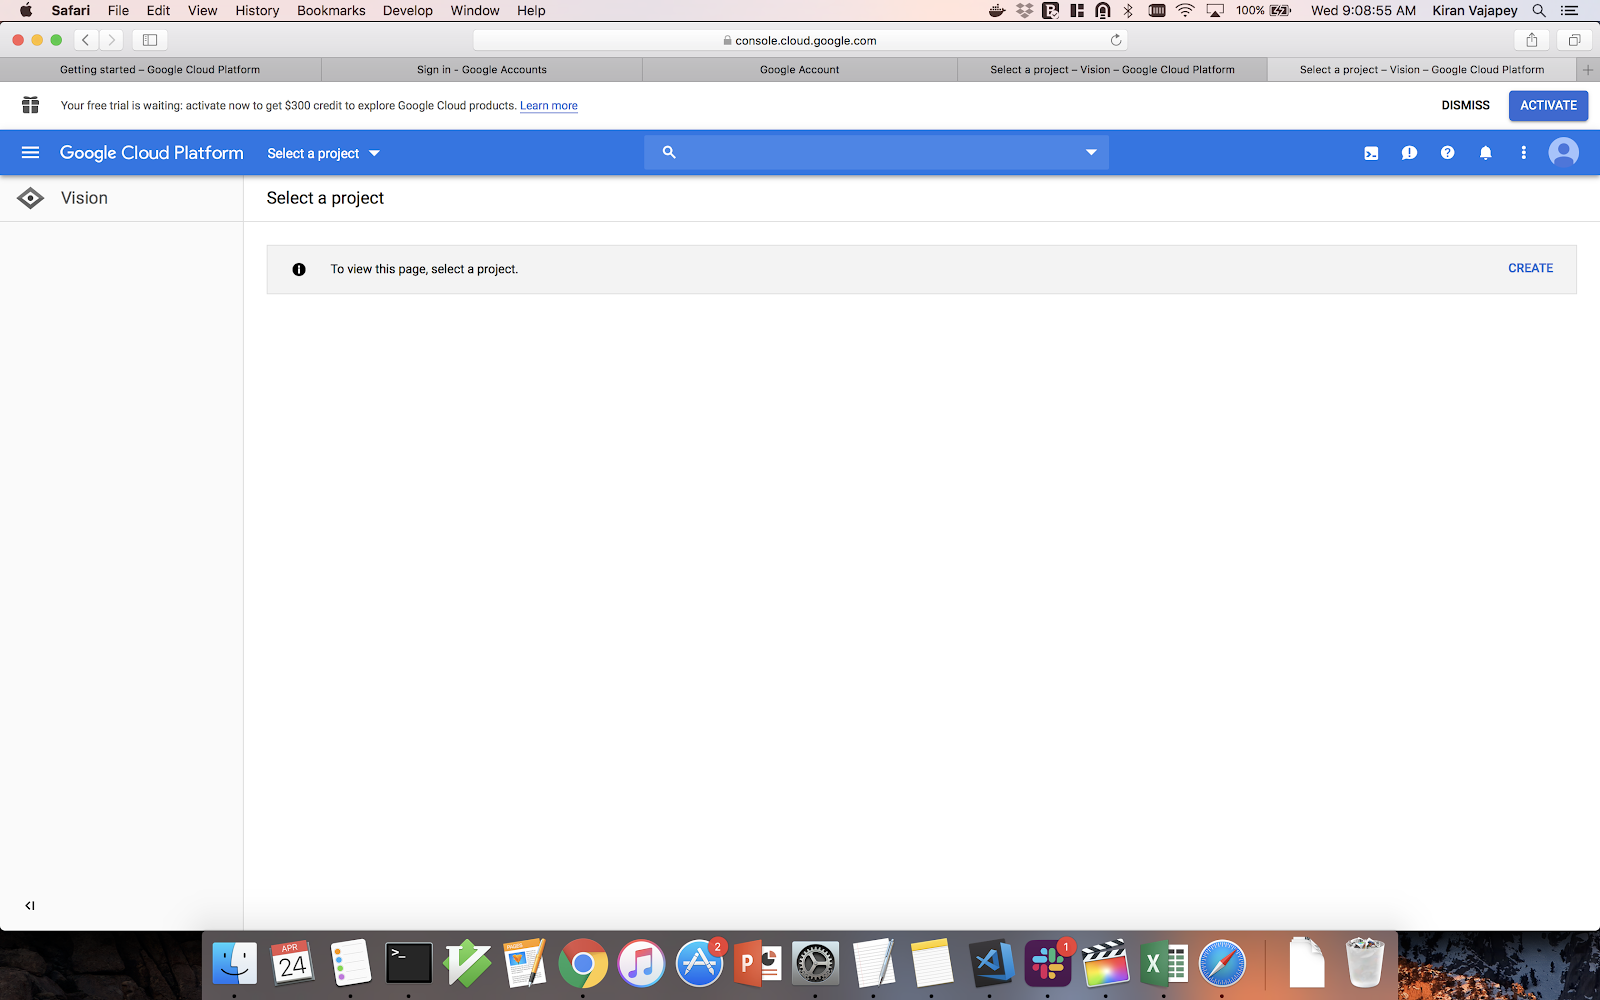 Safari File Edit View History Bookmarks Develop Window Help 100% Wed 9:08:55 AM Kiran Vajapey
console.cloud.google.com
Getting started – Google Cloud Platform Sign in - Google Accounts Google Account Select a project – Vision – Google Cloud Platform Select a project – Vision – Google Cloud Platform
Your free trial is waiting: activate now to get $300 credit to explore Google Cloud products. Learn more DISMISS ACTIVATE
Google Cloud Platform Select a project
Vision Select a project
To view this page, select a project. CREATE
APR
24
PAGES
2
P
1
X